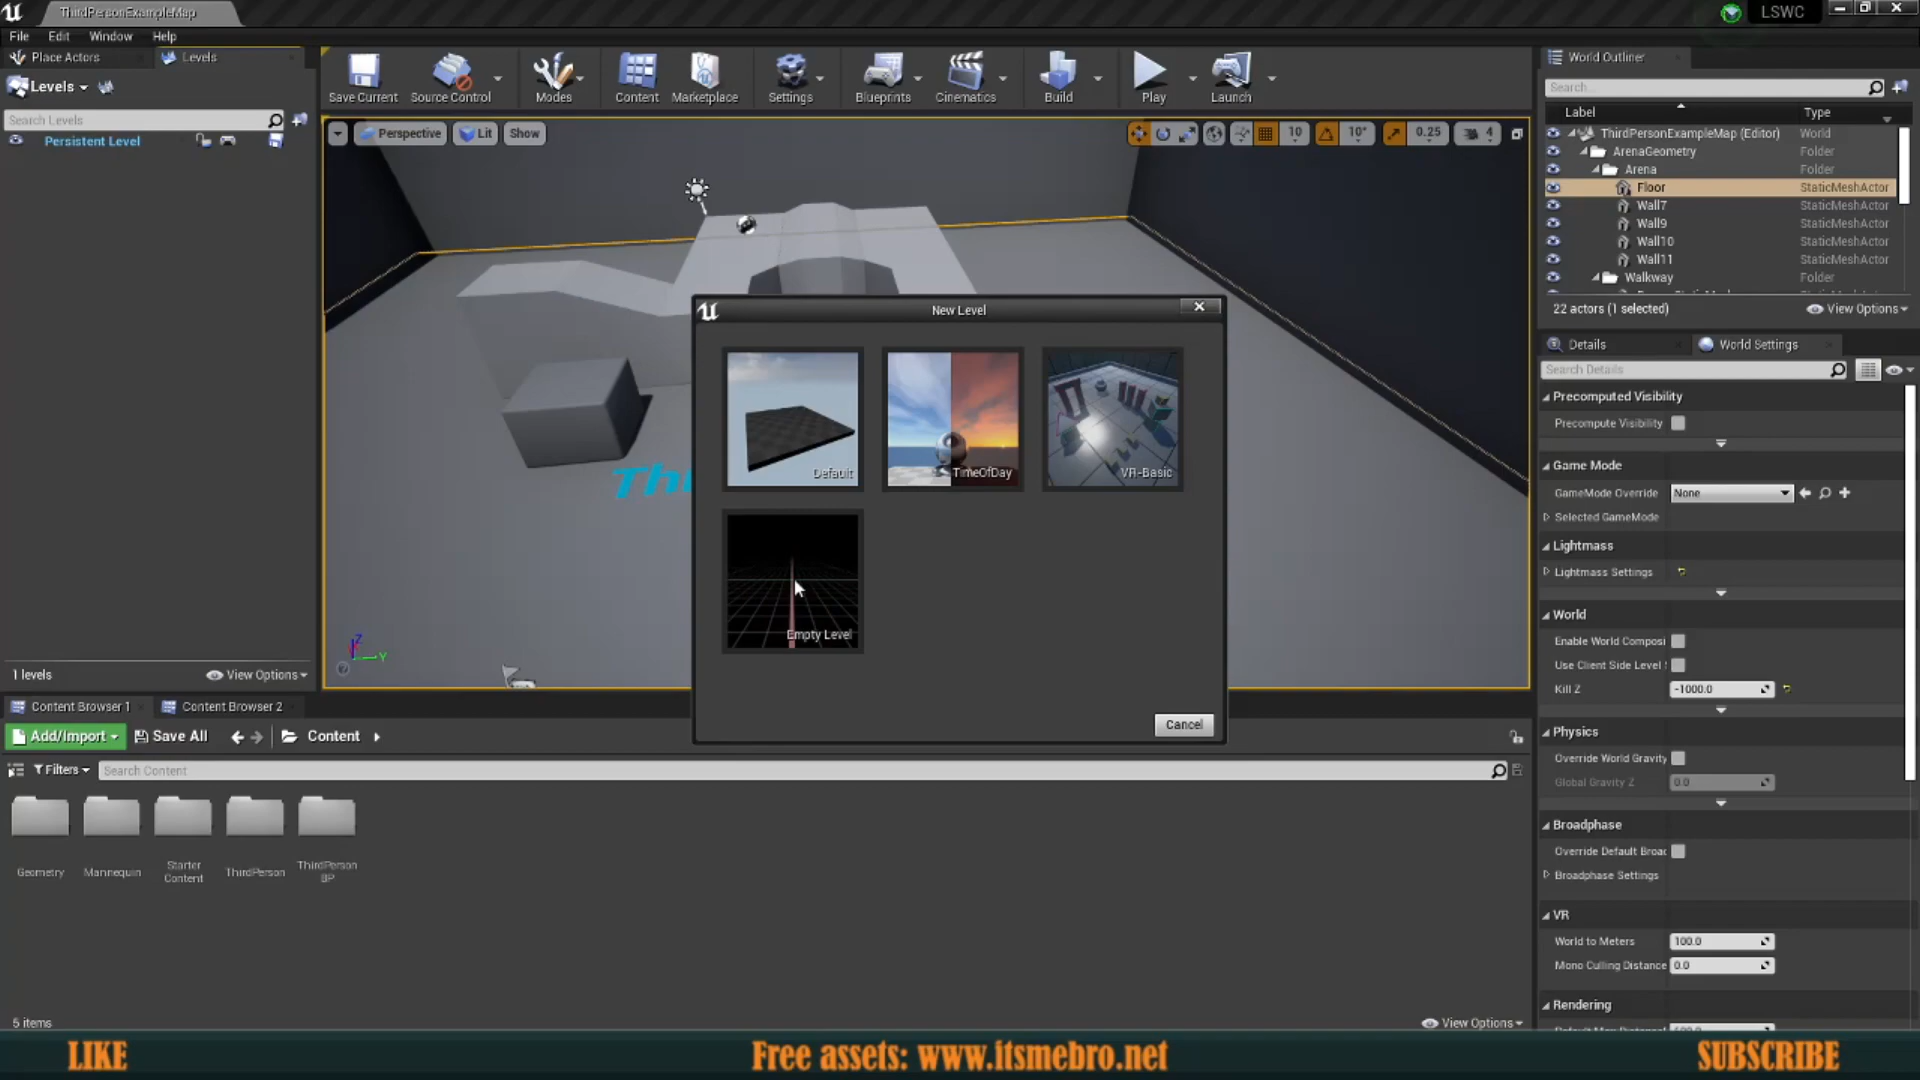 ThirdPersonExampleMap
LSWC
File Edit Window Help
Place Actors
Levels
Levels
Search Levels
Persistent Level
1 levels
View Options
Save Current
Source Control
Modes
Content
Marketplace
Settings
Blueprints
Cinematics
Build
Play
Launch
Perspective
Lit
Show
10
10°
0.25
4
World Outliner
Search...
Label
Type
ThirdPersonExampleMap (Editor) World
ArenaGeometry Folder
Arena Folder
Floor StaticMeshActor
Wall7 StaticMeshActor
Wall9 StaticMeshActor
Wall10 StaticMeshActor
Wall11 StaticMeshActor
Walkway Folder
22 actors (1 selected)
View Options
Thi
New Level
Default
TimeOfDay
VR-Basic
Empty Level
Cancel
Details
World Settings
Search Details
Precomputed Visibility
Precompute Visibility
Game Mode
GameMode Override None
Selected GameMode
Lightmass
Lightmass Settings
World
Enable World Composi
Use Client Side Level
Kill Z -1000.0
Physics
Override World Gravity
Global Gravity Z 0.0
Broadphase
Override Default Broac
Broadphase Settings
VR
World to Meters 100.0
Mono Culling Distance 0.0
Rendering
Content Browser 1
Content Browser 2
Add/Import
Save All
Content
Filters
Search Content
Geometry
Mannequin
Starter
Content
ThirdPerson
ThirdPerson
BP
5 items
View Options
LIKE
Free assets: www.itsmebro.net
SUBSCRIBE